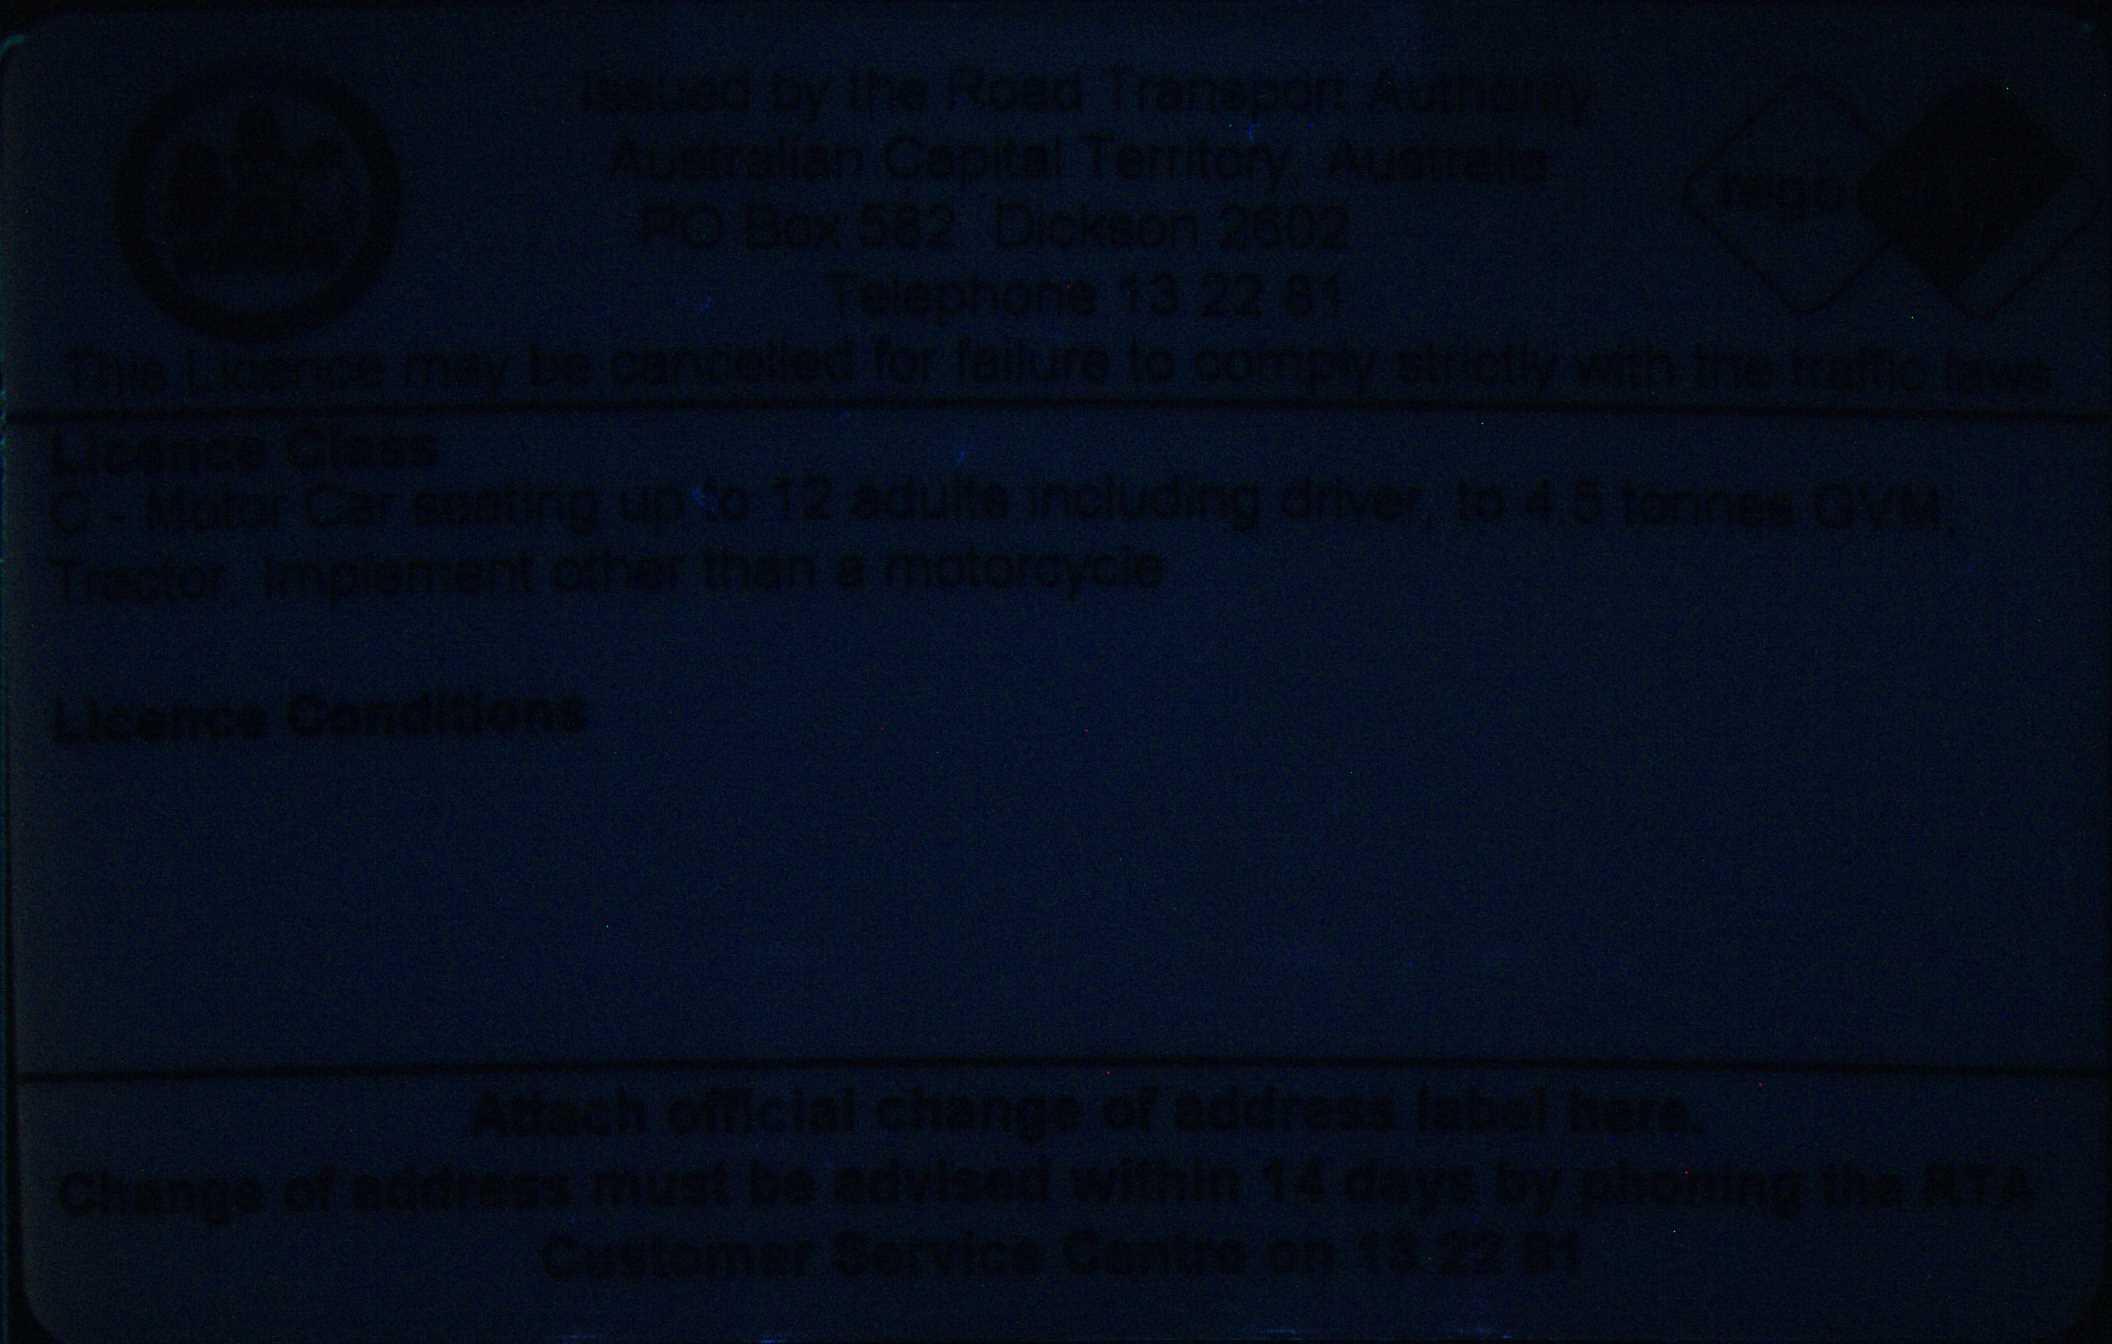 Issued by the Road Transport Authority
Australian Capital Territory, Australia
PO Box 582 Dickson 2602
Telephone 13 22 81
This Licence may be cancelled for failure to comply strictly with the traffic laws
rego
Licence Class
C - Motor Car seating up to 12 adults including driver, to 4.5 tonnes GVM,
Tractor, Implement other than a motorcycle
Licence Conditions
Attach official change of address label here.
Change of address must be advised within 14 days by phoning the RTA
Customer Service Centre on 13 22 81